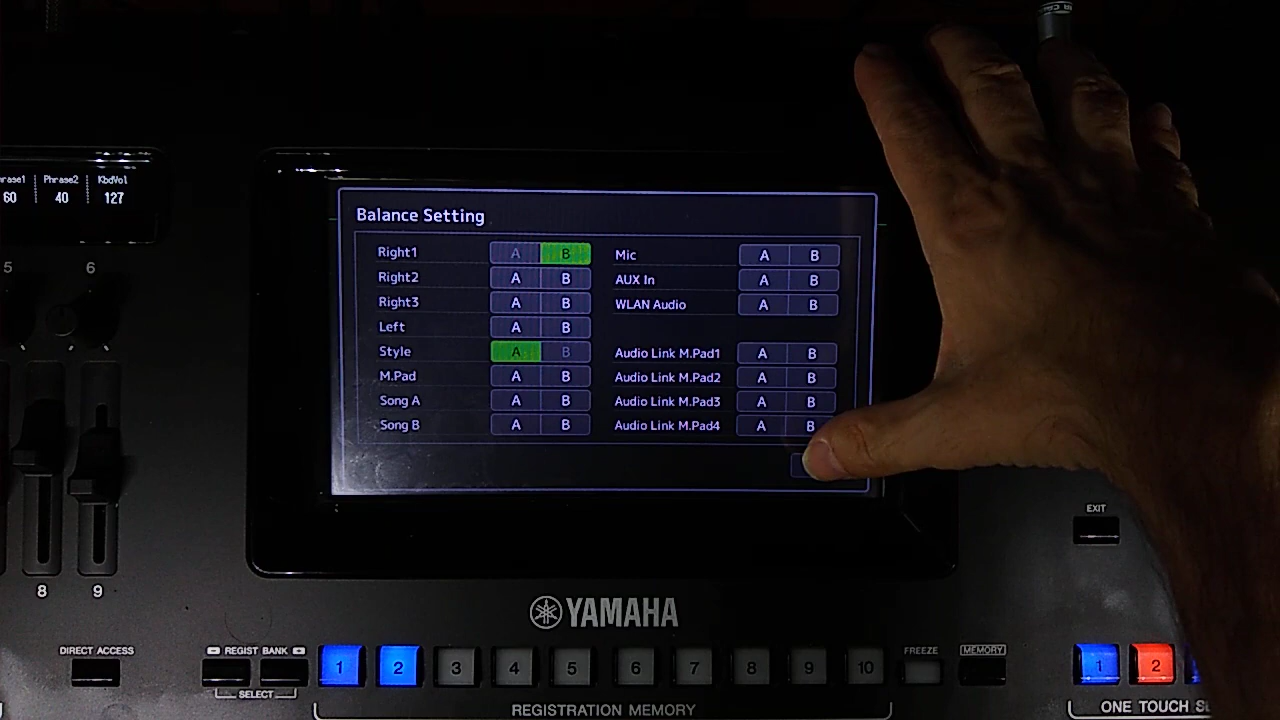 Phrase2 KbdVol
60 40 127
5 6
8 9
DIRECT ACCESS
Balance Setting
Right1 A B
Right2 A B
Right3 A B
Left A B
Style A B
M.Pad A B
Song A A B
Song B A B
Mic A B
AUX In A B
WLAN Audio A B
Audio Link M.Pad1 A B
Audio Link M.Pad2 A B
Audio Link M.Pad3 A B
Audio Link M.Pad4 A B
EXIT
YAMAHA
REGIST BANK
SELECT
1 2 3 4 5 6 7 8 9 10
FREEZE
MEMORY
REGISTRATION MEMORY
1 2
ONE TOUCH